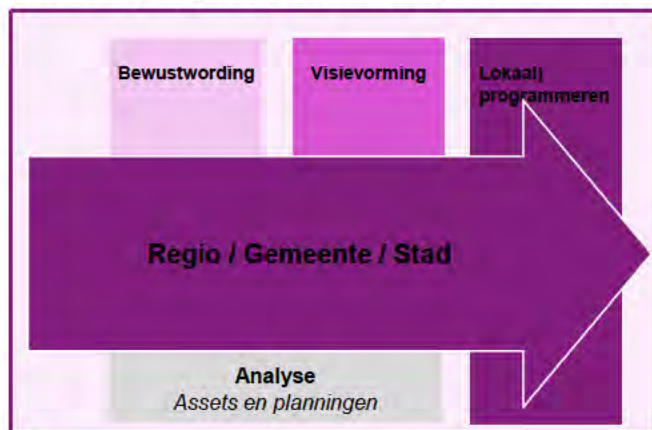 Bewustwording
Visievorming
Lokaal)
programmeren
Regio / Gemeente / Stad
Analyse
Assets en planningen